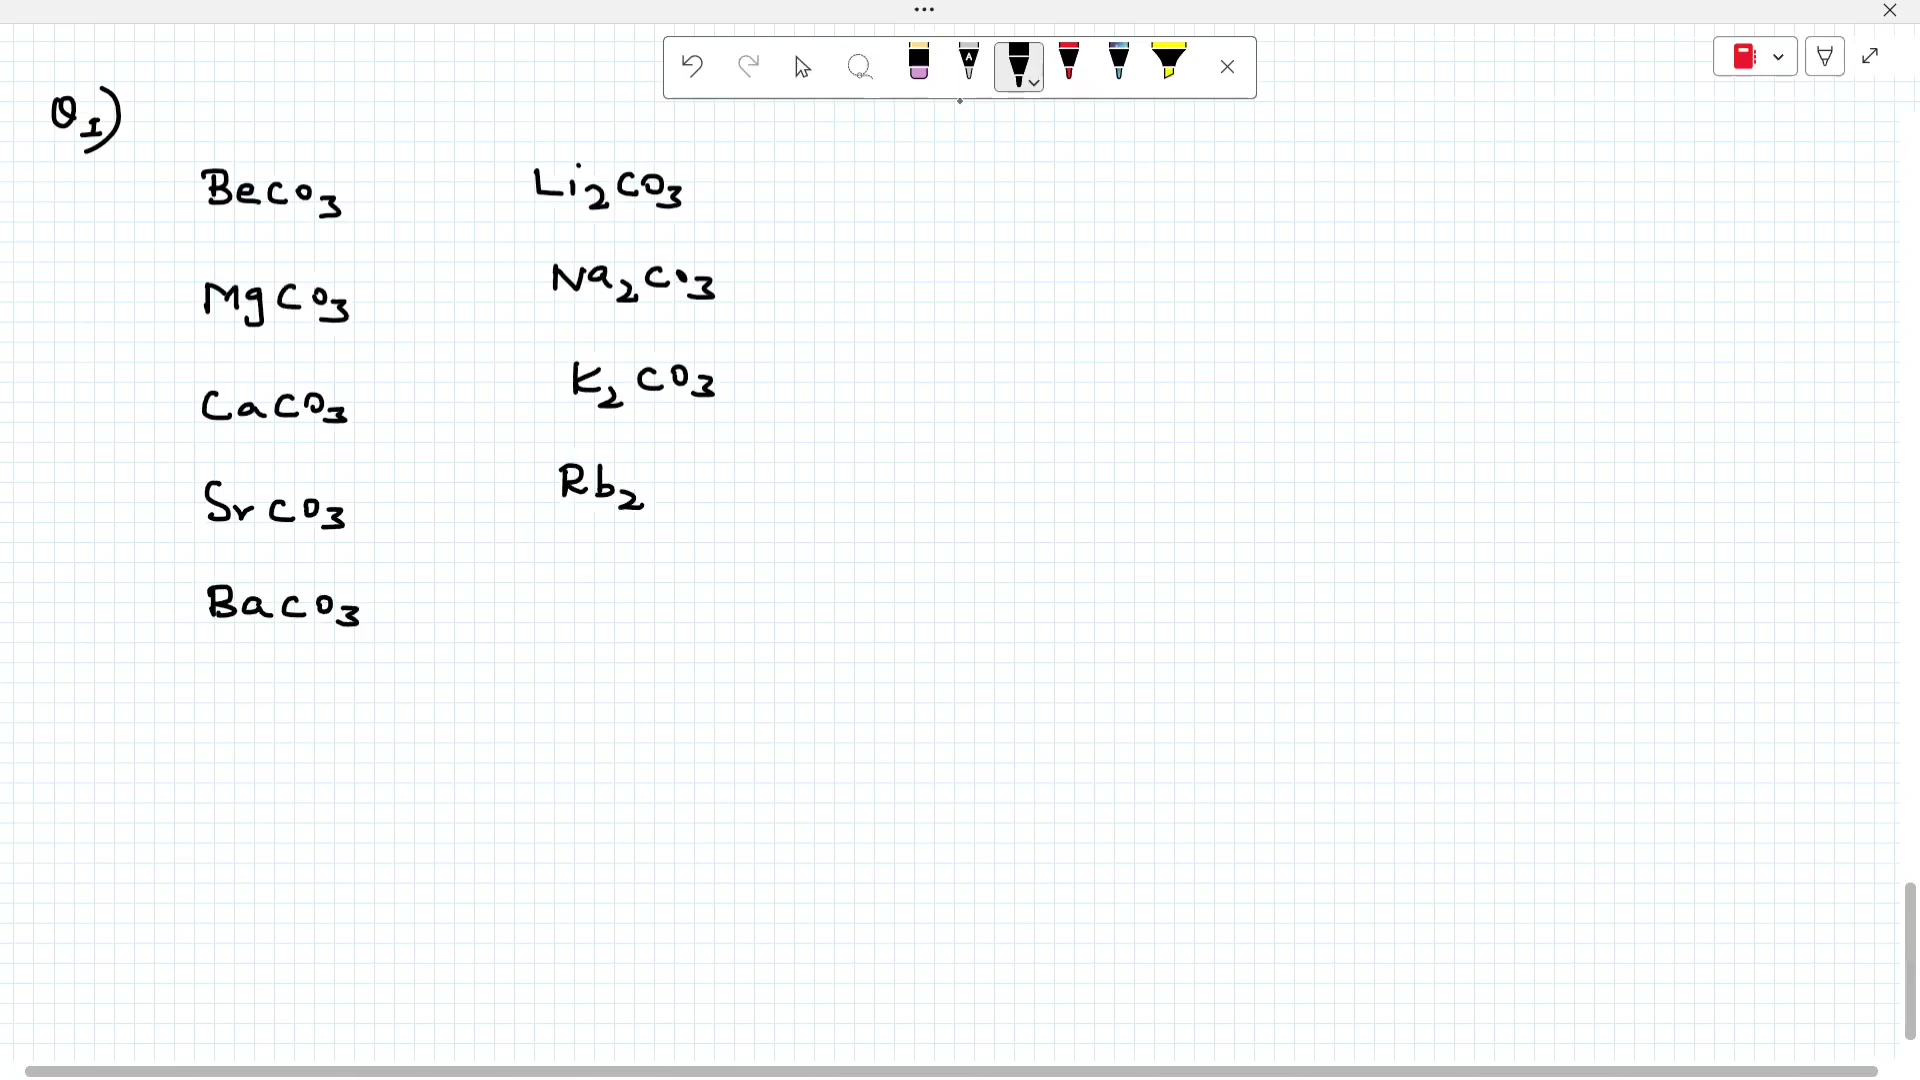 Q1)
BeCO3
Li2CO3
MgCO3
Na2CO3
CaCO3
K2CO3
SrCO3
Rb2
BaCO3